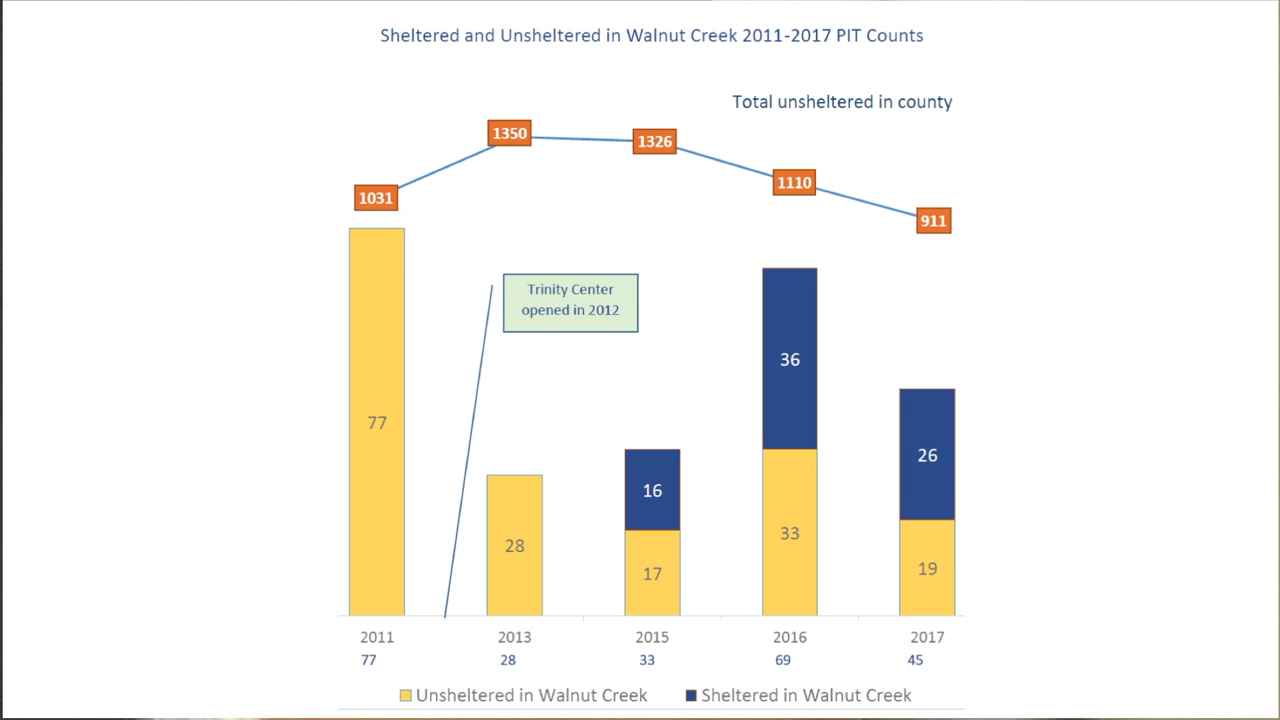 Sheltered and Unsheltered in Walnut Creek 2011-2017 PIT Counts
Total unsheltered in county
1350
1326
1110
1031
911
Trinity Center
opened in 2012
36
77
26
16
33
28
17
19
2011 2013 2015 2016 2017
77 28 33 69 45
Unsheltered in Walnut Creek Sheltered in Walnut Creek